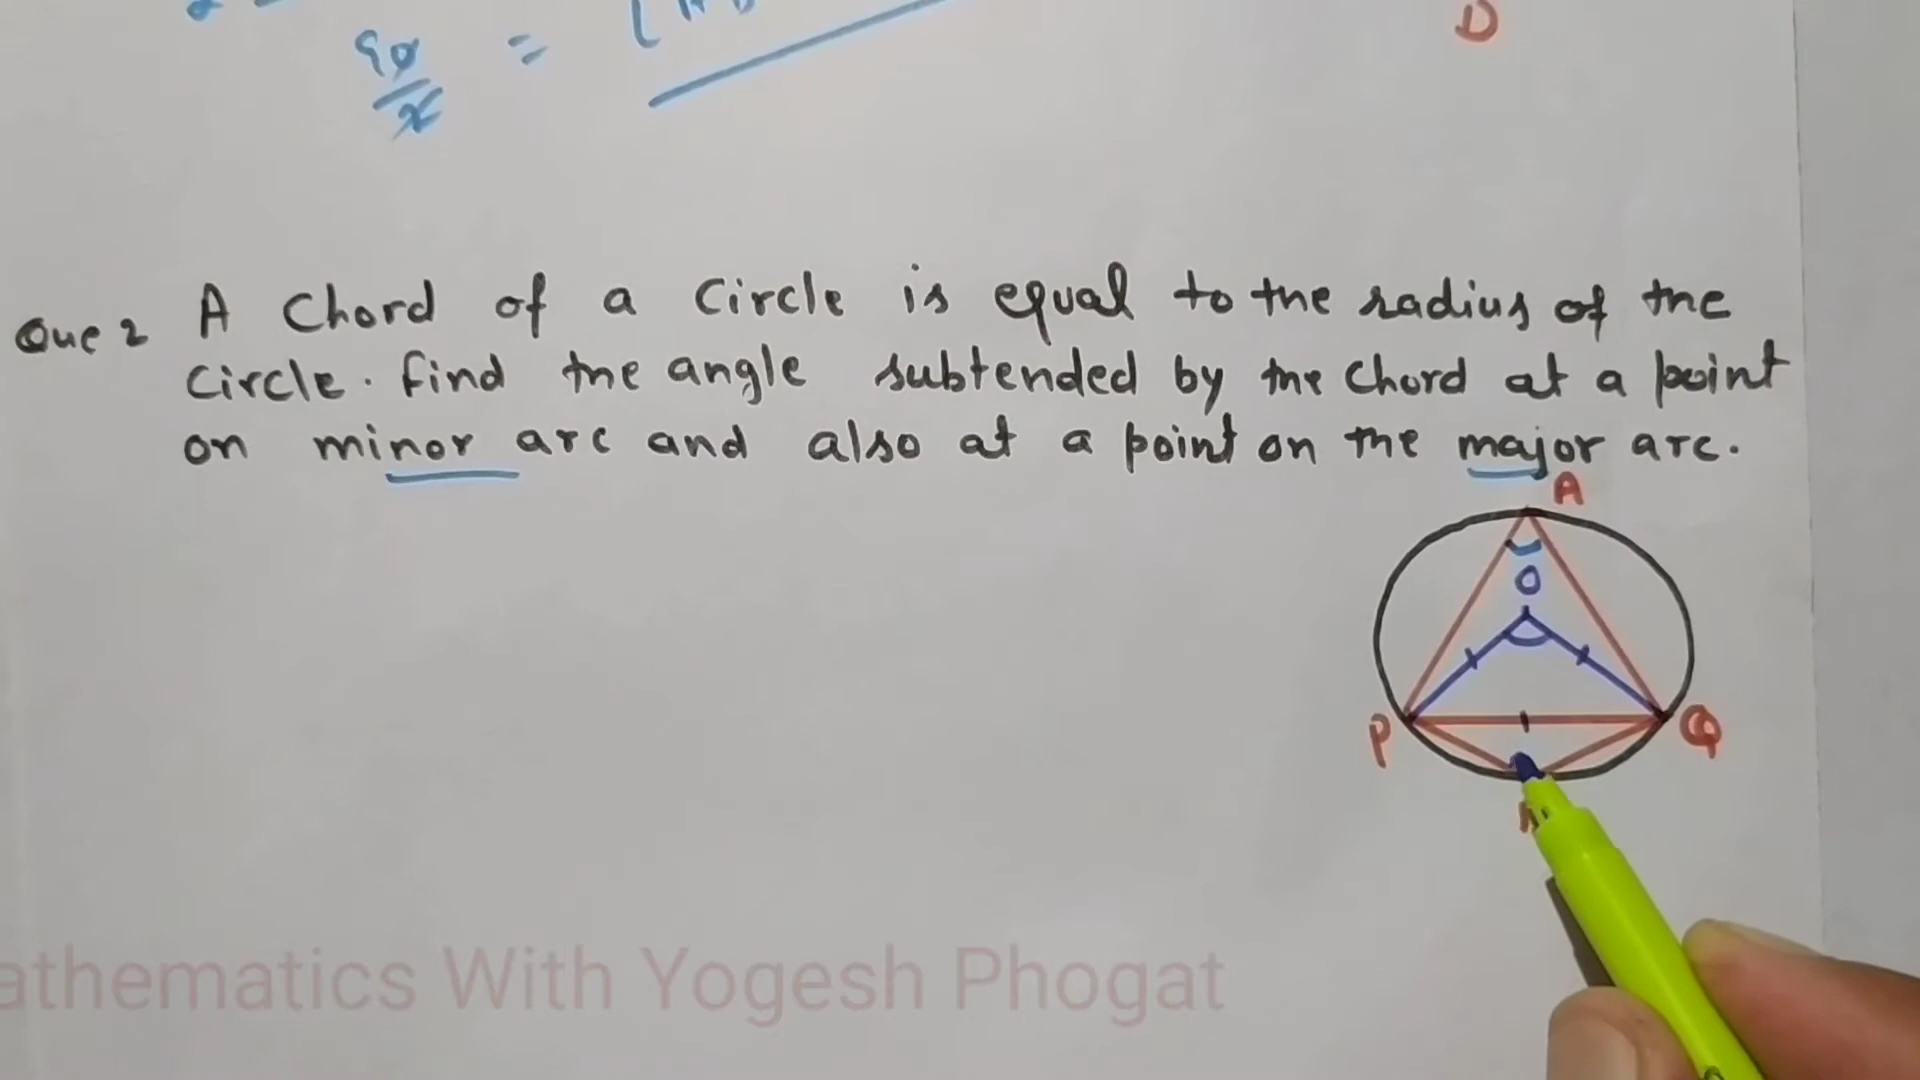 90
x
=
D
Que 2 A Chord of a Circle is equal to the radius of the
Circle. find the angle subtended by the Chord at a point
on minor arc and also at a point on the major arc.
A
O
P
Q
athematics With Yogesh Phogat